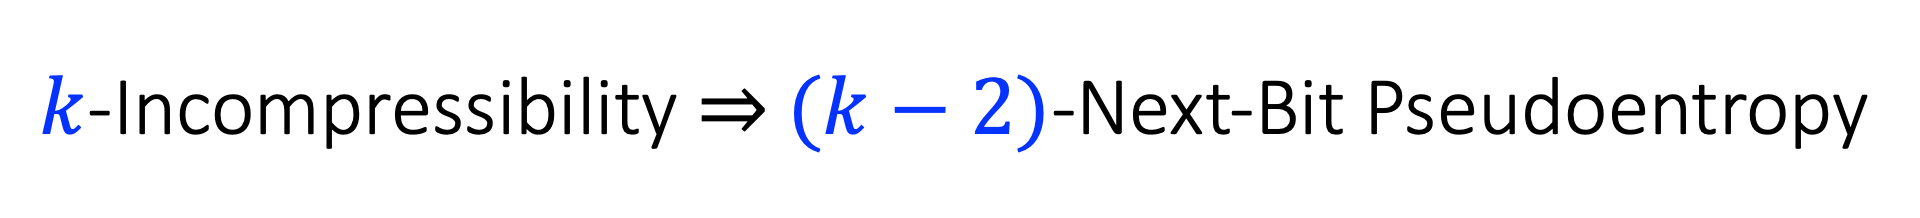 k-Incompressibility ⇒ (k − 2)-Next-Bit Pseudoentropy